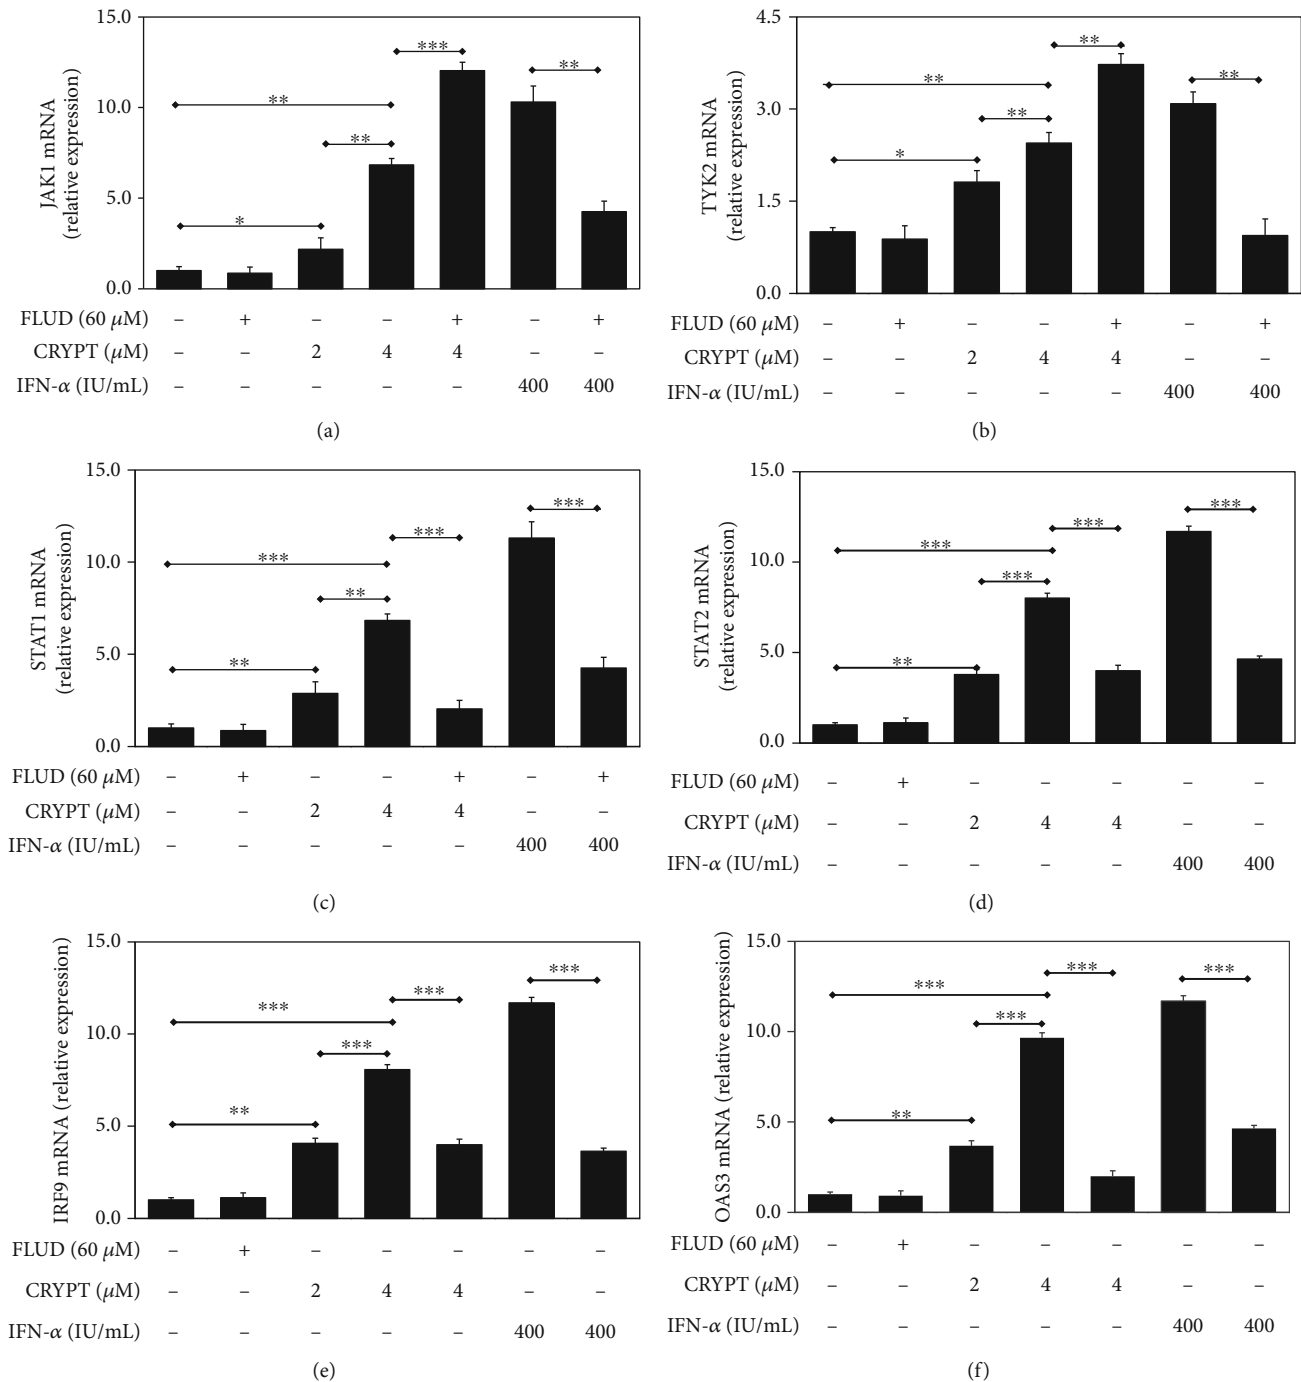 15.0
***
**
**
10.0
**
JAK1 mRNA
(relative expression)
5.0
*
0.0
FLUD (60 μM) – + – – + – +
CRYPT (μM) – – 2 4 4 – –
IFN-α (IU/mL) – – – – – 400 400
(a)
4.5
**
**
**
**
3.0
*
TYK2 mRNA
(relative expression)
1.5
0.0
FLUD (60 μM) – + – – + – +
CRYPT (μM) – – 2 4 4 – –
IFN-α (IU/mL) – – – – – 400 400
(b)
15.0
***
***
***
10.0
**
STAT1 mRNA
(relative expression)
5.0
**
0.0
FLUD (60 μM) – + – – + – +
CRYPT (μM) – – 2 4 4 – –
IFN-α (IU/mL) – – – – – 400 400
(c)
15.0
***
***
***
10.0
***
STAT2 mRNA
(relative expression)
5.0
**
0.0
FLUD (60 μM) – + – – – – –
CRYPT (μM) – – 2 4 4 – –
IFN-α (IU/mL) – – – – – 400 400
(d)
15.0
***
***
***
10.0
***
IRF9 mRNA (relative expression)
5.0
**
0.0
FLUD (60 μM) – + – – – – –
CRYPT (μM) – – 2 4 4 – –
IFN-α (IU/mL) – – – – – 400 400
(e)
15.0
***
***
***
***
10.0
OAS3 mRNA (relative expression)
5.0
**
0.0
FLUD (60 μM) – + – – – – –
CRYPT (μM) – – 2 4 4 – –
IFN-α (IU/mL) – – – – – 400 400
(f)